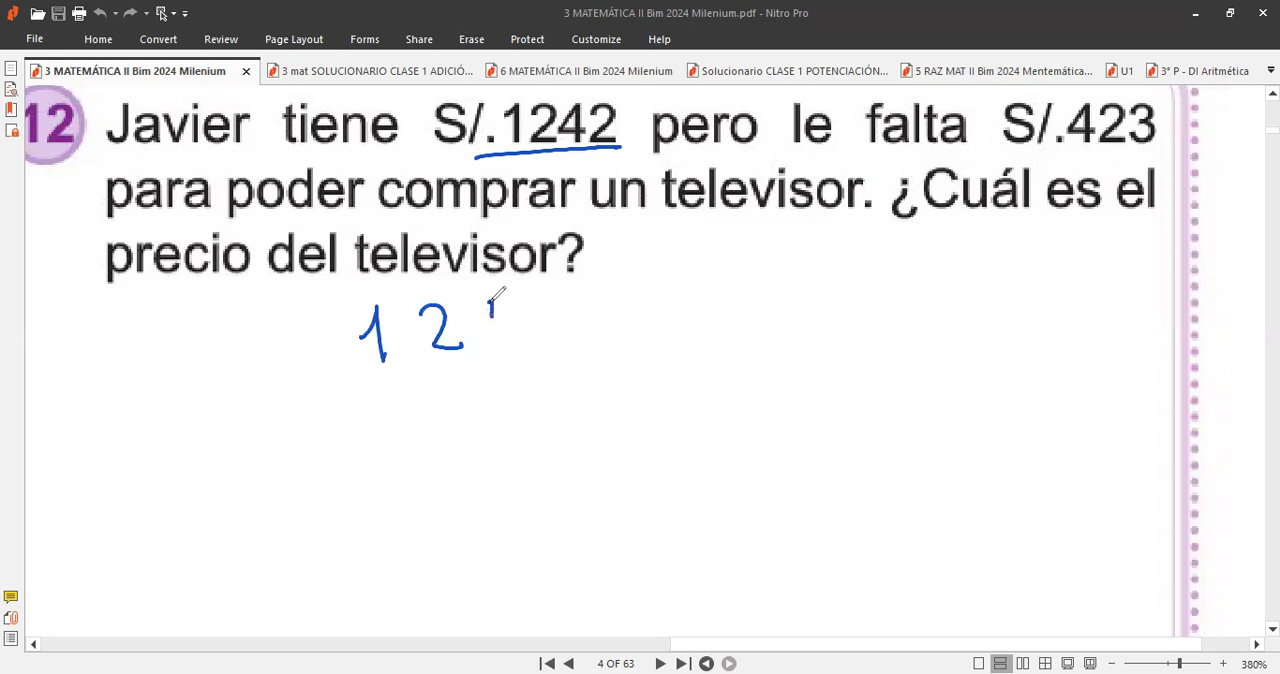 3 MATEMÁTICA II Bim 2024 Milenium.pdf - Nitro Pro
File Home Convert Review Page Layout Forms Share Erase Protect Customize Help
3 MATEMÁTICA II Bim 2024 Milenium 3 mat SOLUCIONARIO CLASE 1 ADICIÓ... 6 MATEMÁTICA II Bim 2024 Milenium Solucionario CLASE 1 POTENCIACIÓN... 5 RAZ MAT II Bim 2024 Mentemática... U1 3° P - DI Aritmética
12 Javier tiene S/.1242 pero le falta S/.423
para poder comprar un televisor. ¿Cuál es el
precio del televisor?
1 2
4 OF 63
380%